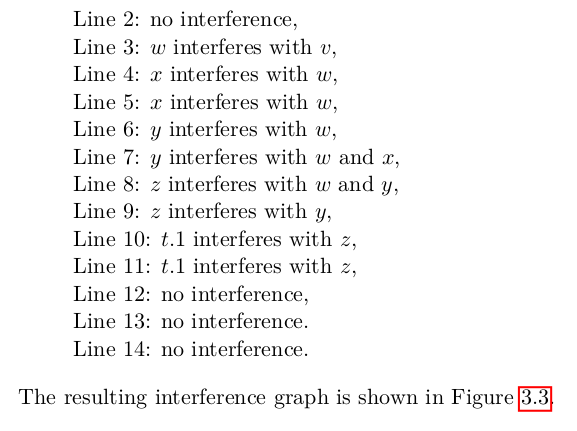 Line 2: no interference,
Line 3: w interferes with v,
Line 4: x interferes with w,
Line 5: x interferes with w,
Line 6: y interferes with w,
Line 7: y interferes with w and x,
Line 8: z interferes with w and y,
Line 9: z interferes with y,
Line 10: t.1 interferes with z,
Line 11: t.1 interferes with z,
Line 12: no interference,
Line 13: no interference.
Line 14: no interference.
The resulting interference graph is shown in Figure 3.3.